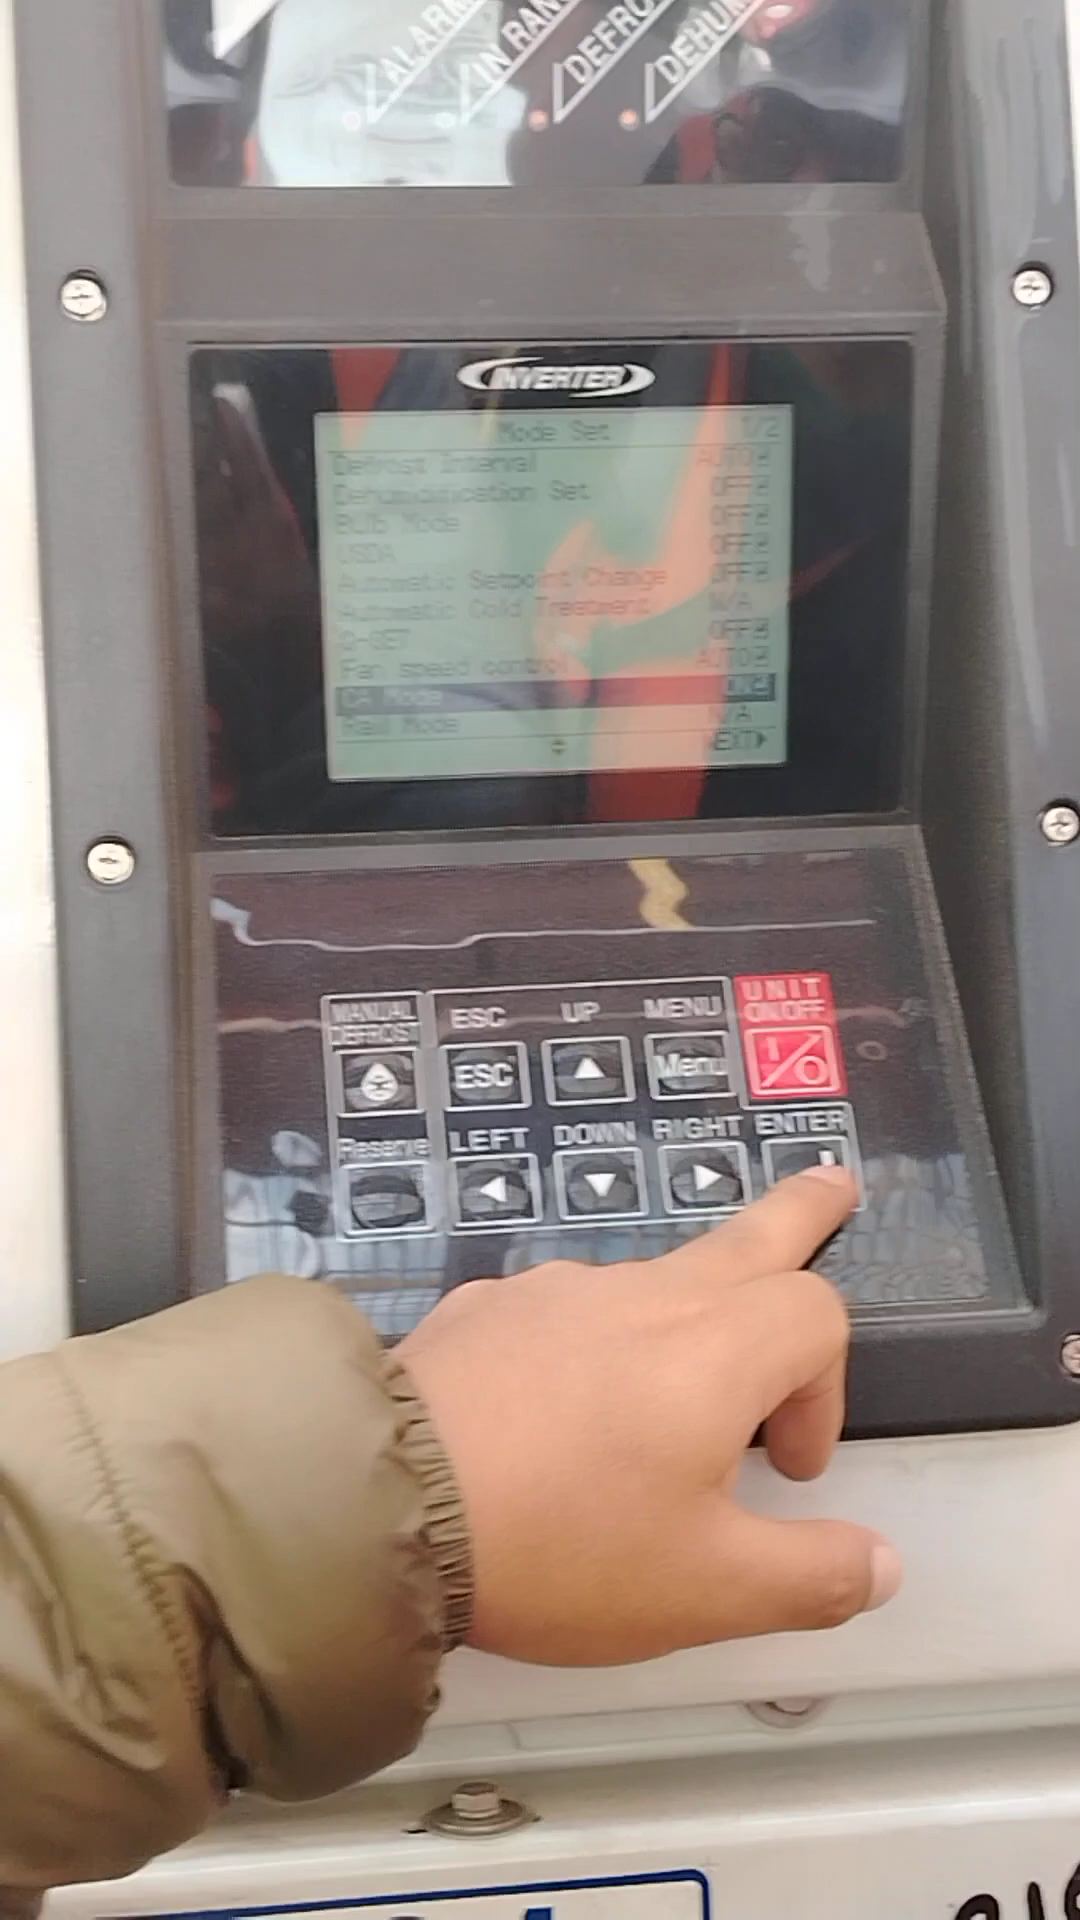 ALARM
IN RAN
DEFRO
DEHUM
INVERTER
Mode Set 1/2
Defrost Interval AUTO
Dehumidification Set OFF
Bulb Mode OFF
USDA OFF
Automatic Setpoint Change OFF
Automatic Cold Treatment N/A
G-SET OFF
Fan speed control AUTO
CA Mode ON
Rail Mode N/A
NEXT
MANUAL DEFROST
ESC
UP
MENU
UNIT ON/OFF
ESC
Menu
I/O
Reserve
LEFT
DOWN
RIGHT
ENTER